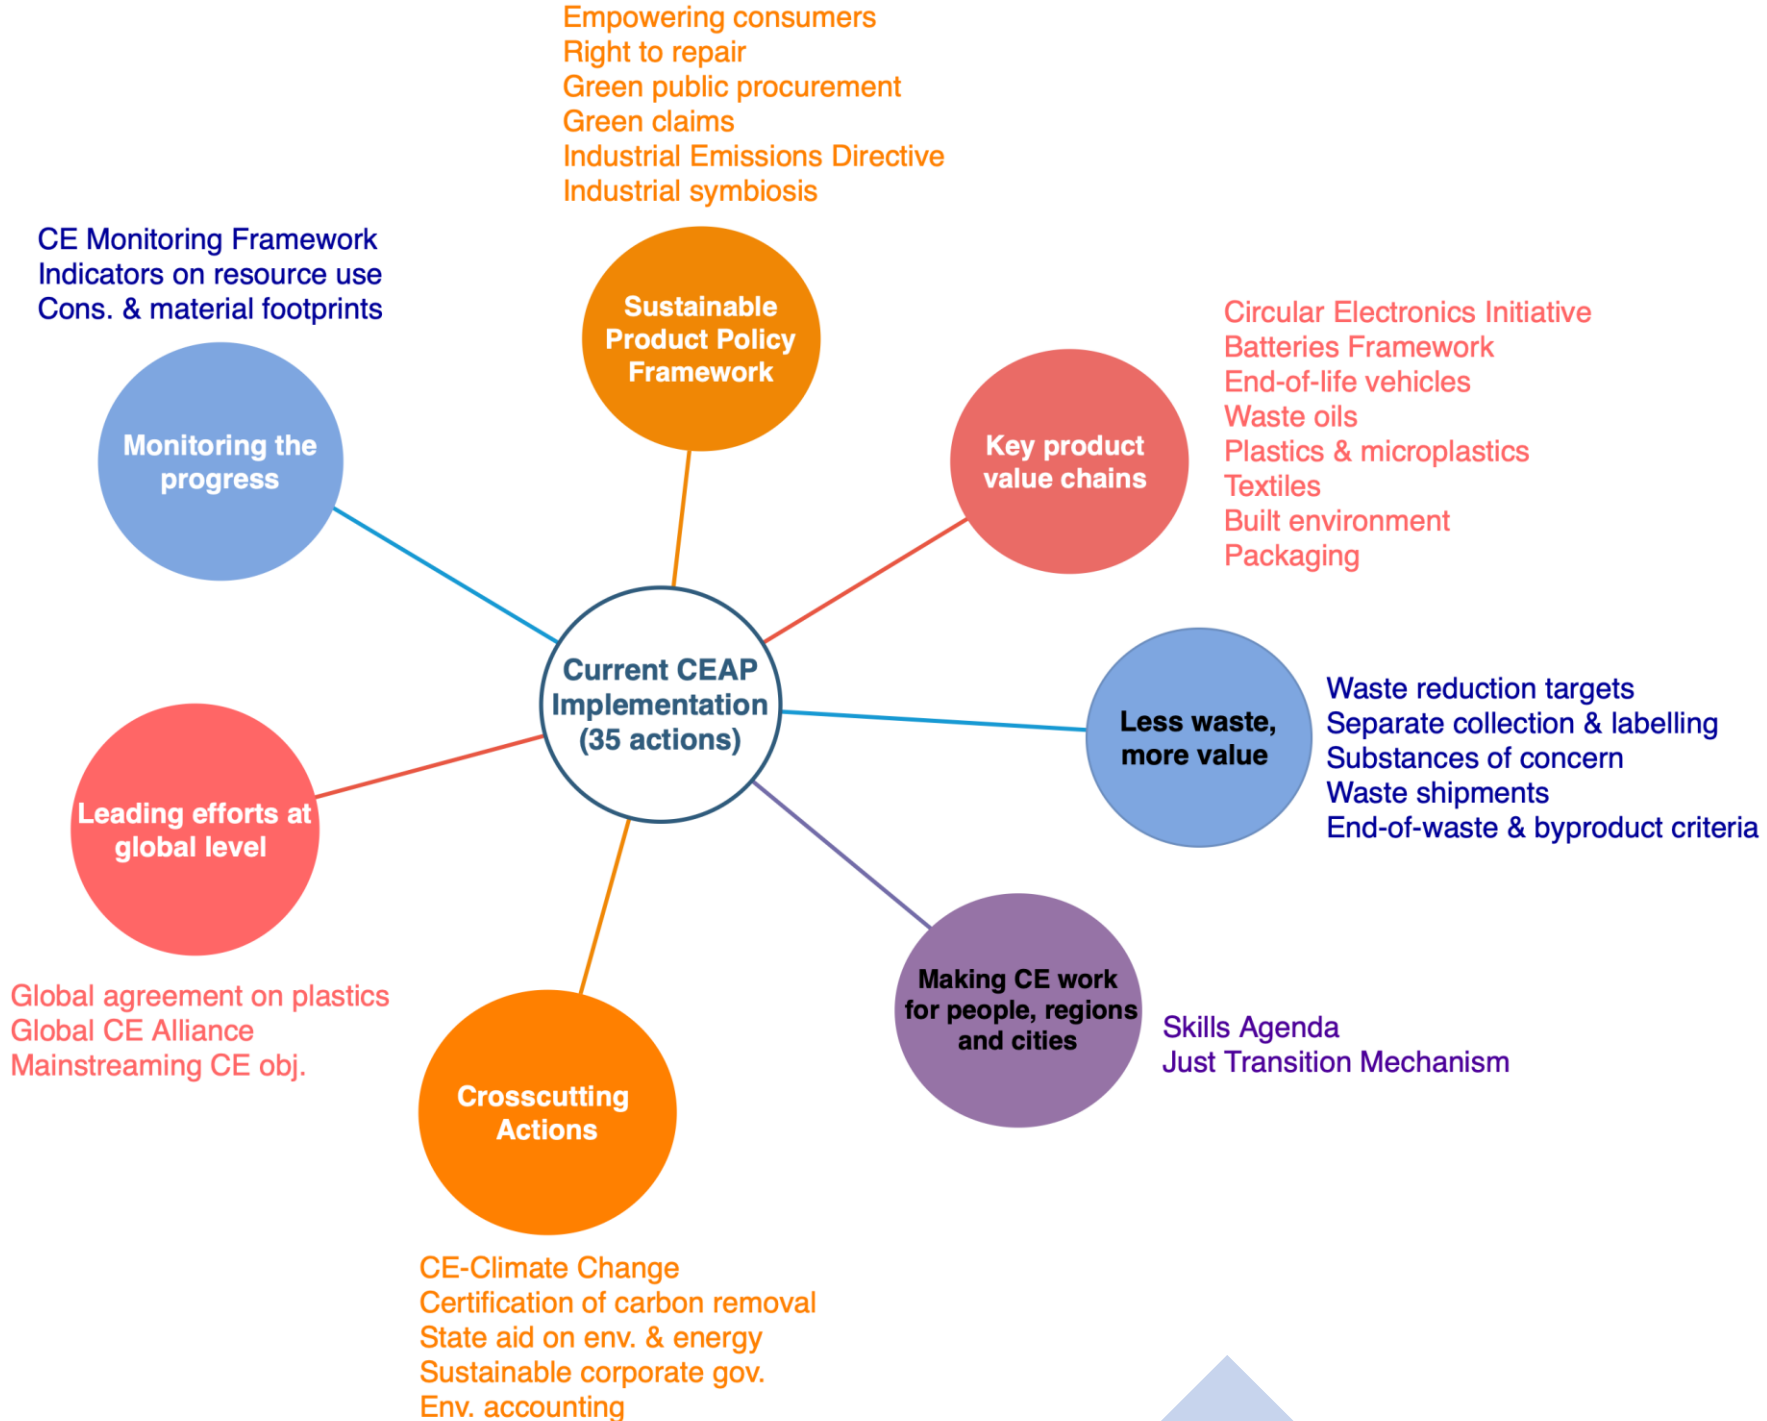 Empowering consumers
Right to repair
Green public procurement
Green claims
Industrial Emissions Directive
Industrial symbiosis
Sustainable
Product Policy
Framework
CE Monitoring Framework
Indicators on resource use
Cons. & material footprints
Monitoring the
progress
Circular Electronics Initiative
Batteries Framework
End-of-life vehicles
Waste oils
Plastics & microplastics
Textiles
Built environment
Packaging
Key product
value chains
Current CEAP
Implementation
(35 actions)
Less waste,
more value
Waste reduction targets
Separate collection & labelling
Substances of concern
Waste shipments
End-of-waste & byproduct criteria
Leading efforts at
global level
Global agreement on plastics
Global CE Alliance
Mainstreaming CE obj.
Making CE work
for people, regions
and cities
Skills Agenda
Just Transition Mechanism
Crosscutting
Actions
CE-Climate Change
Certification of carbon removal
State aid on env. & energy
Sustainable corporate gov.
Env. accounting